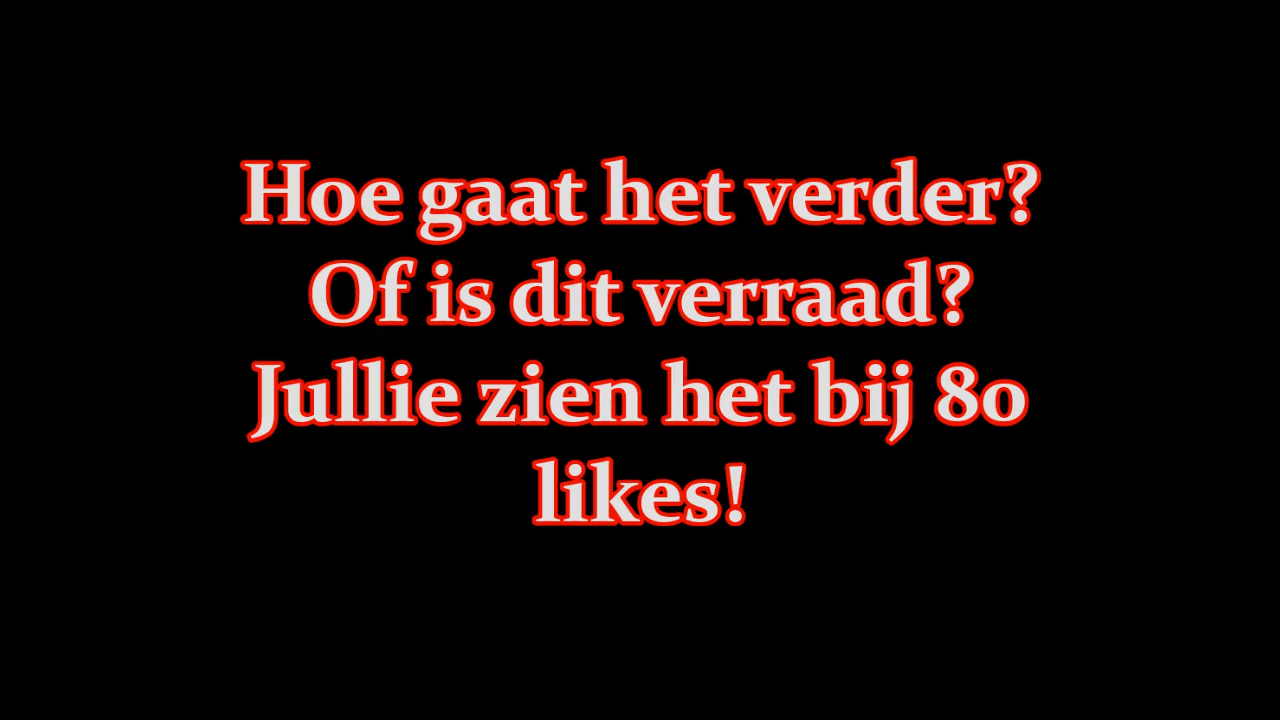 Hoe gaat het verder?
Of is dit verraad?
Jullie zien het bij 80
likes!